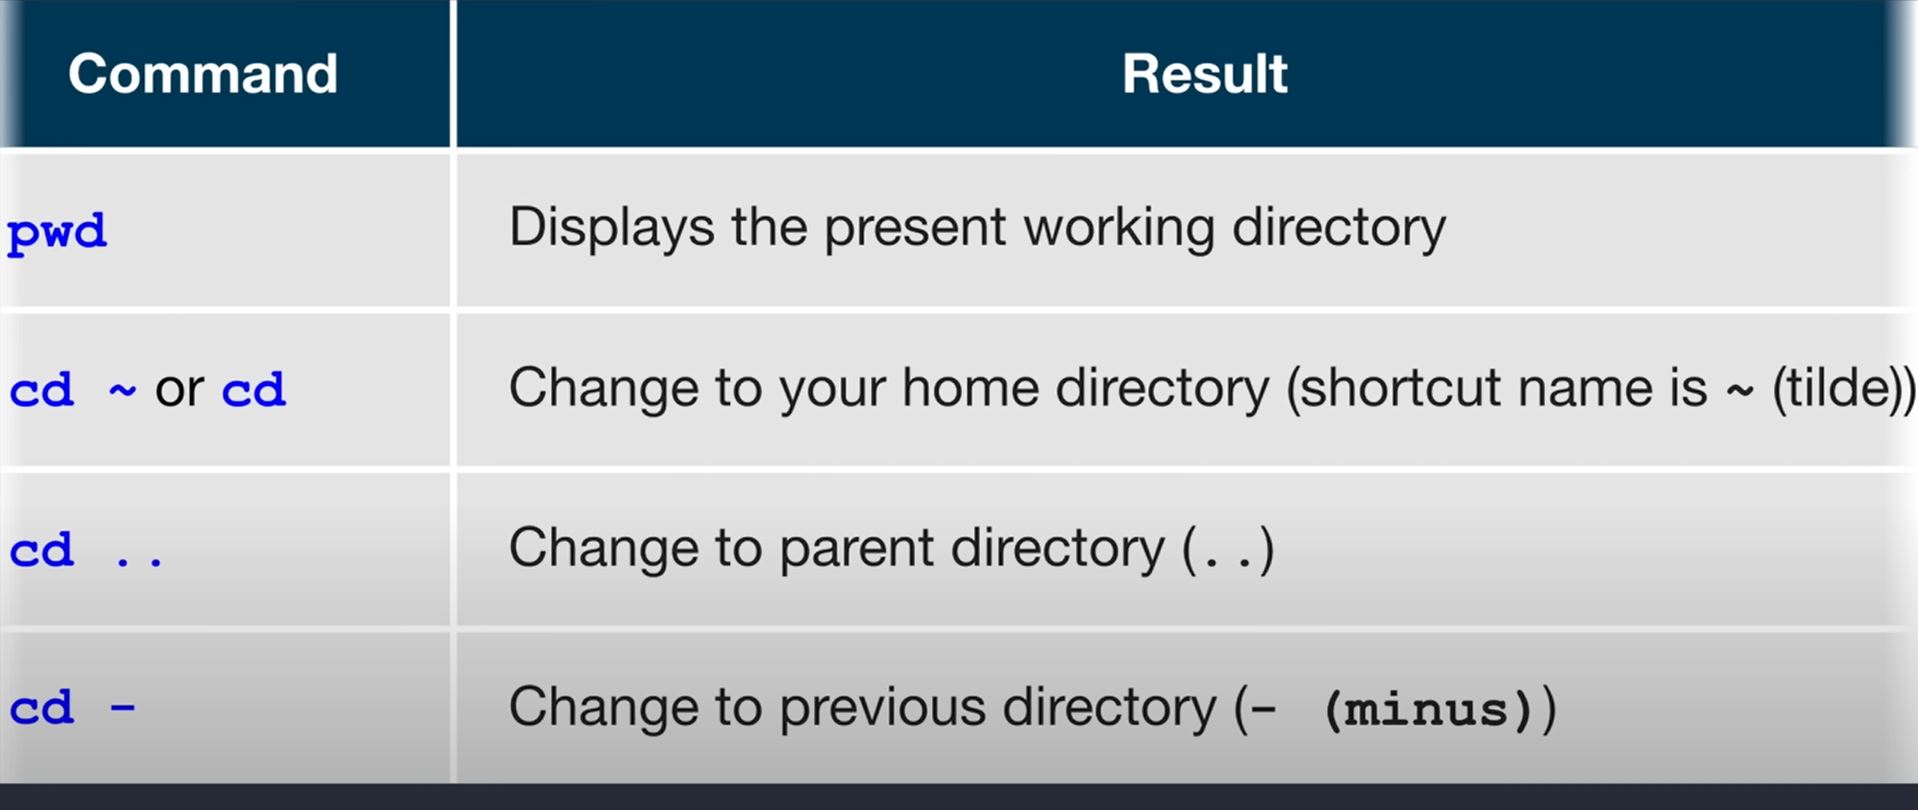 Command Result
pwd Displays the present working directory
cd ~ or cd Change to your home directory (shortcut name is ~ (tilde))
cd .. Change to parent directory (..)
cd - Change to previous directory (- (minus))